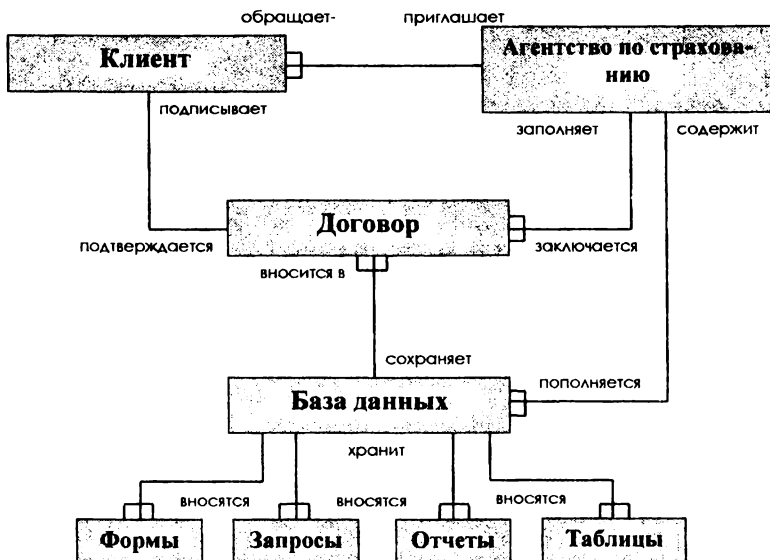 обращает- приглашает
Клиент
Агентство по страхова-
нию
подписывает
заполняет
содержит
Договор
подтверждается
заключается
вносится в
сохраняет
пополняется
База данных
хранит
вносятся
вносятся
вносятся
Формы
Запросы
Отчеты
Таблицы